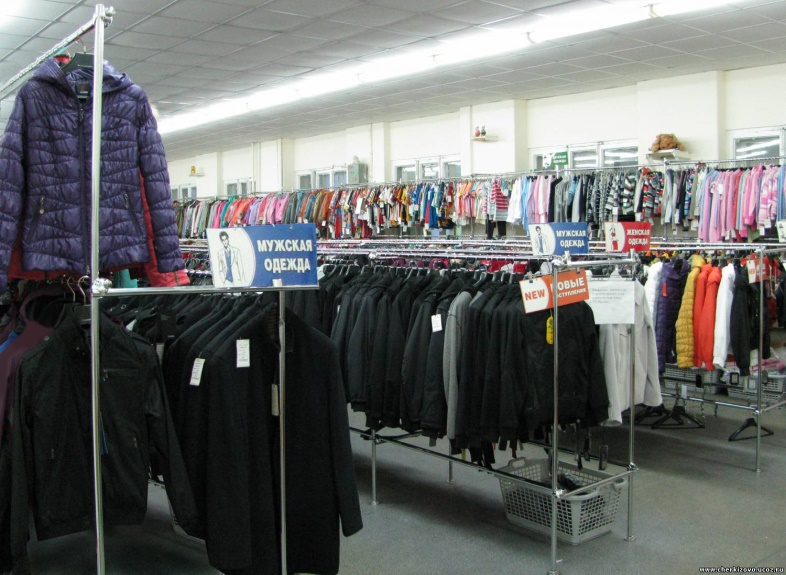 МУЖСКАЯ
ОДЕЖДА
МУЖСКАЯ
ОДЕЖДА
ЖЕНСКАЯ
ОДЕЖДА
NEW
НОВЫЕ
ПОСТУПЛЕНИЯ
www.cherkizovo.ucoz.ru